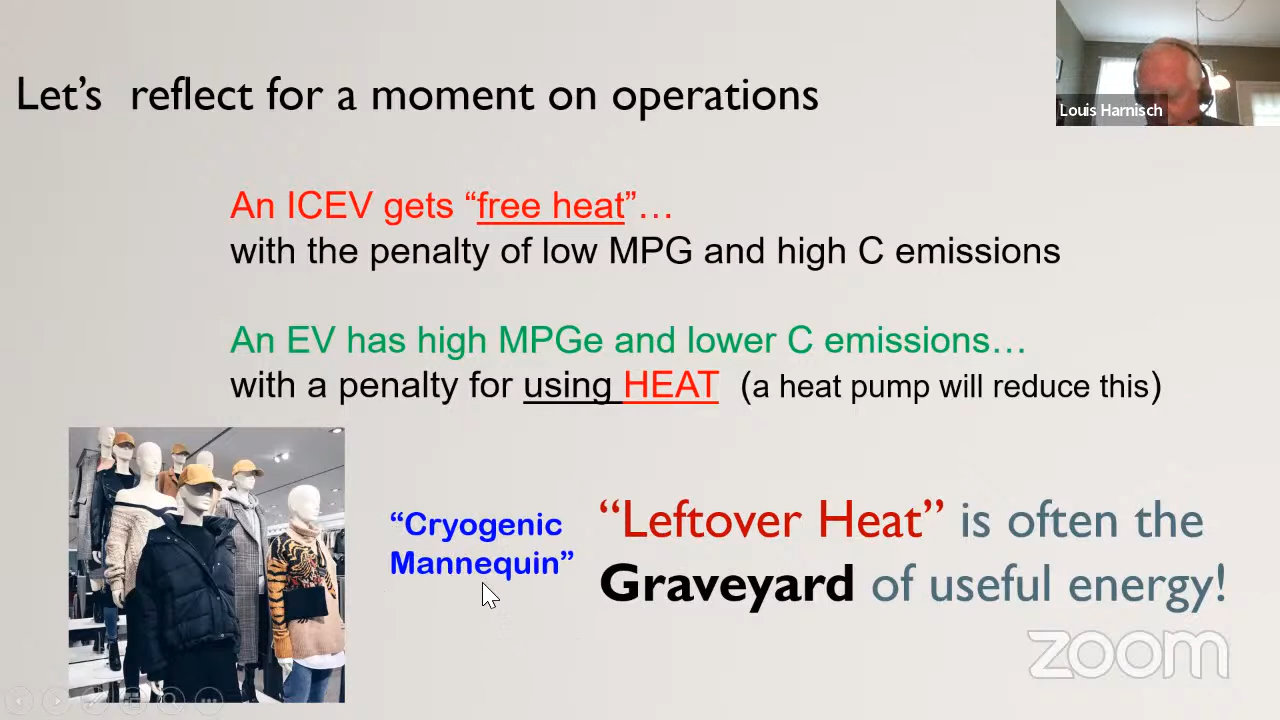 Let's  reflect for a moment on operations
Louis Harnisch
An ICEV gets “free heat”…
with the penalty of low MPG and high C emissions
An EV has high MPGe and lower C emissions…
with a penalty for using HEAT  (a heat pump will reduce this)
“Cryogenic
Mannequin”
“Leftover Heat” is often the
Graveyard of useful energy!
zoom